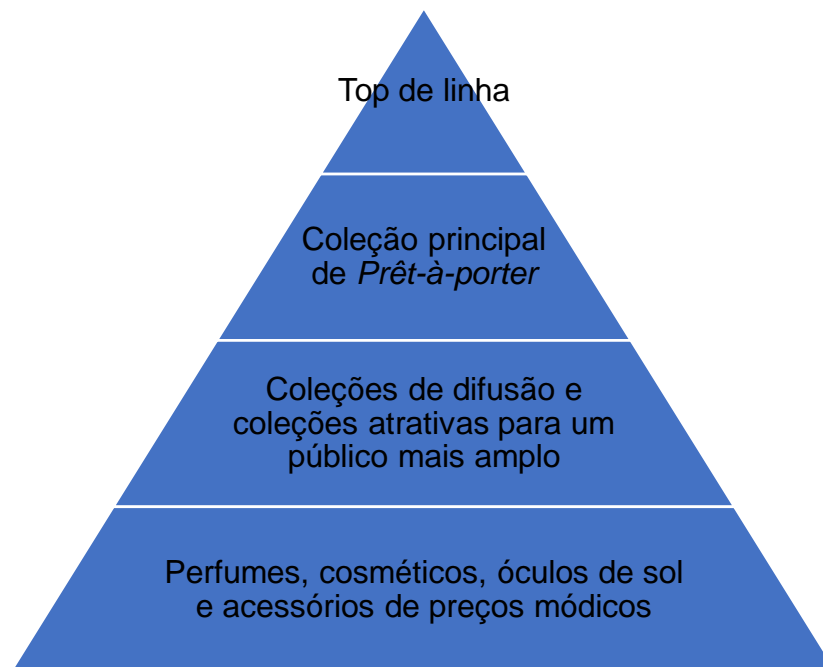 Top de linha
Coleção principal
de Prêt-à-porter
Coleções de difusão e
coleções atrativas para um
público mais amplo
Perfumes, cosméticos, óculos de sol
e acessórios de preços módicos